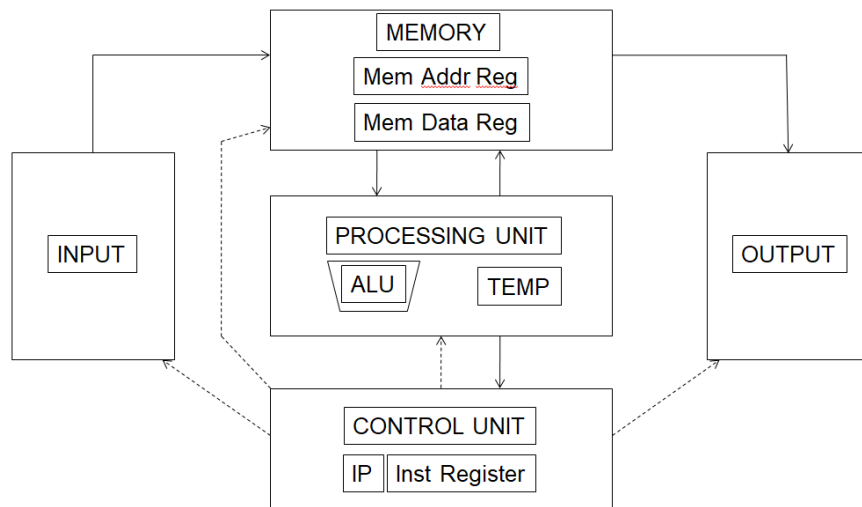 MEMORY
Mem Addr Reg
Mem Data Reg
INPUT
PROCESSING UNIT
ALU
TEMP
OUTPUT
CONTROL UNIT
IP
Inst Register